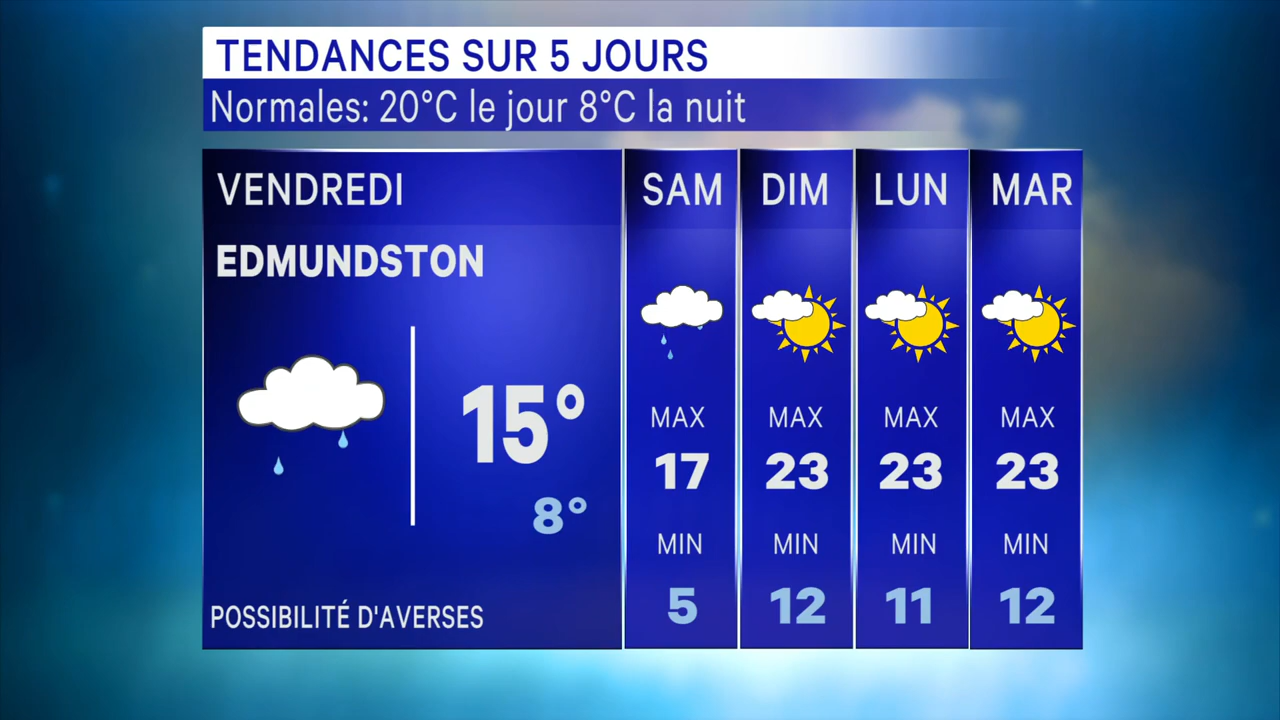 TENDANCES SUR 5 JOURS
Normales: 20°C le jour 8°C la nuit
VENDREDI
EDMUNDSTON
15°
8°
POSSIBILITÉ D'AVERSES
SAM DIM LUN MAR
MAX MAX MAX MAX
17 23 23 23
MIN MIN MIN MIN
5 12 11 12